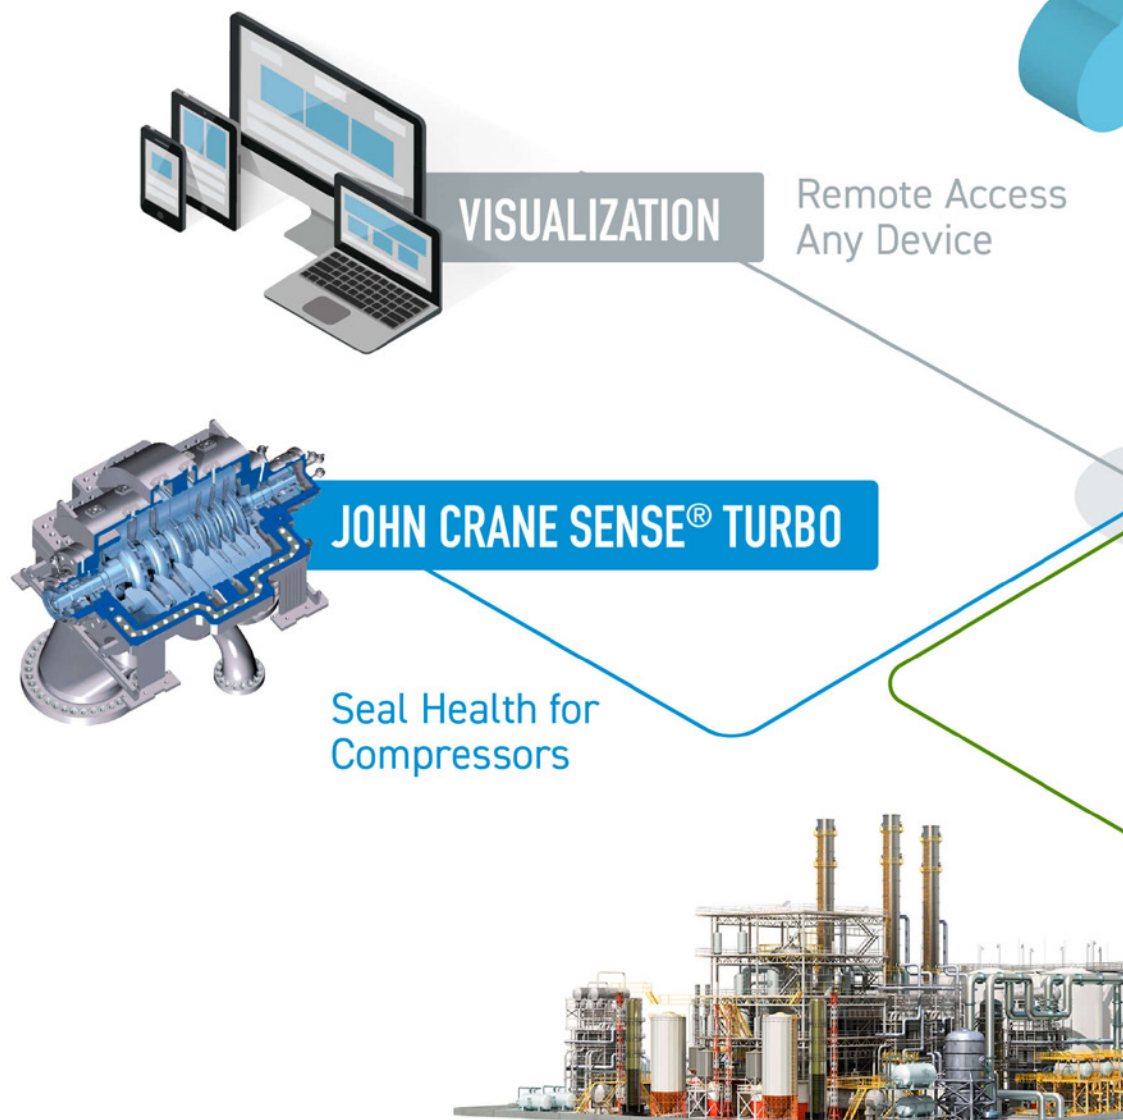 VISUALIZATION
Remote Access
Any Device
JOHN CRANE SENSE® TURBO
Seal Health for
Compressors